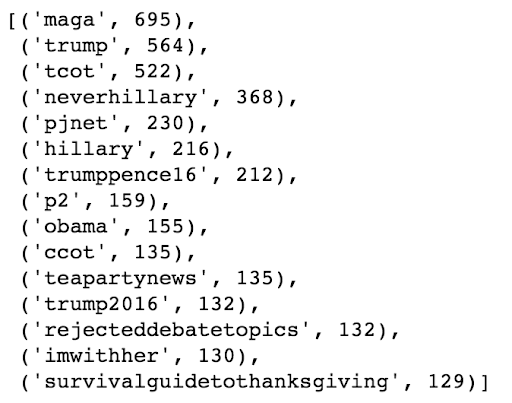 [('maga', 695),
('trump', 564),
('tcot', 522),
('neverhillary', 368),
('pjnet', 230),
('hillary', 216),
('trumppence16', 212),
('p2', 159),
('obama', 155),
('ccot', 135),
('teapartynews', 135),
('trump2016', 132),
('rejecteddebatetopics', 132),
('imwithher', 130),
('survivalguidetothanksgiving', 129)]